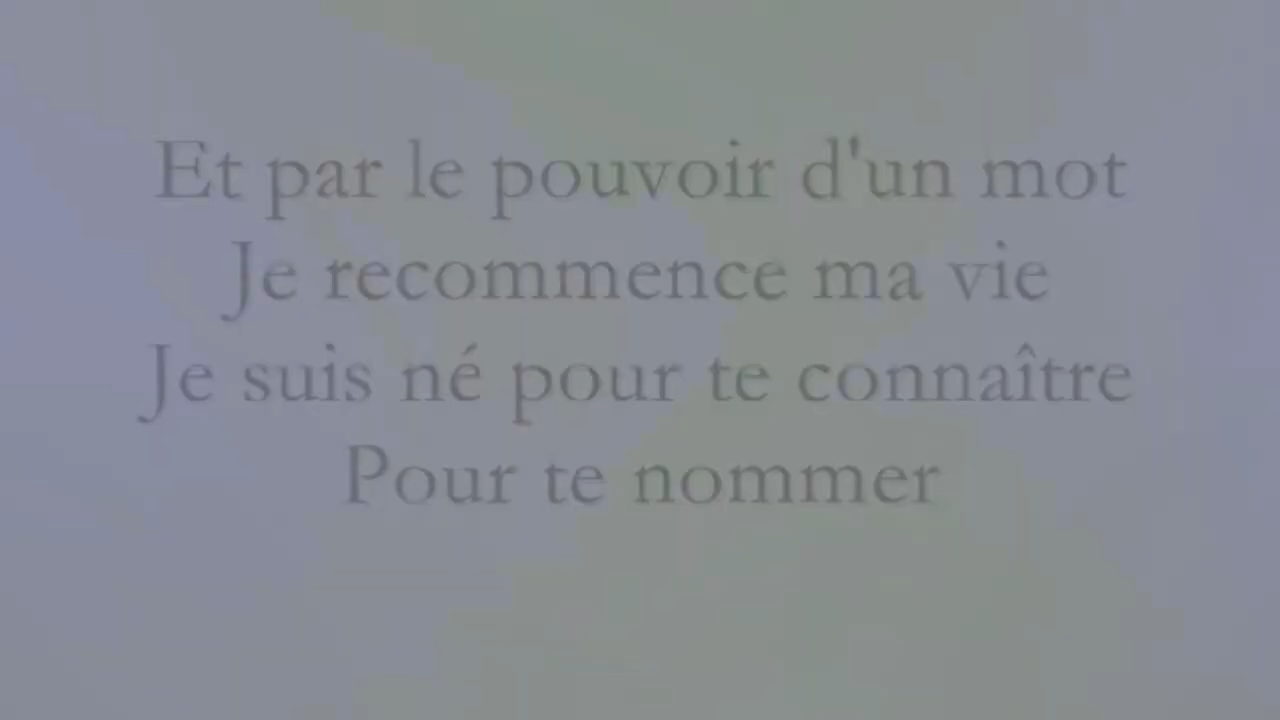 Et par le pouvoir d'un mot
Je recommence ma vie
Je suis né pour te connaître
Pour te nommer